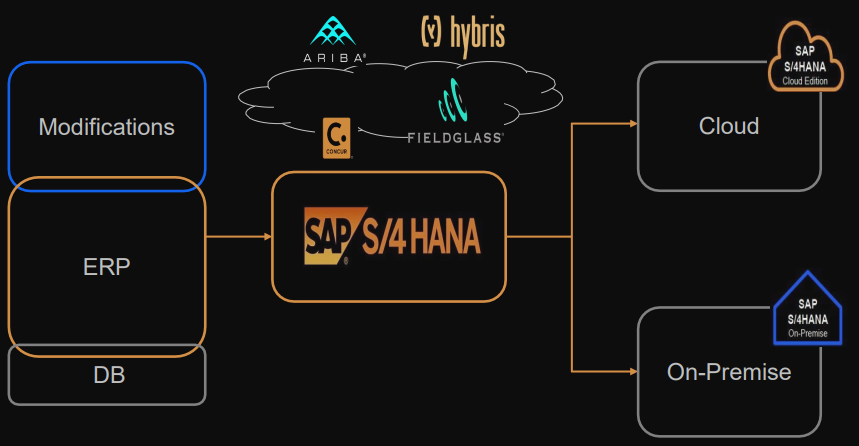 Modifications
ERP
DB
ARIBA®
(y) hybris
C.
CONCUR
FIELDGLASS®
SAP® S/4 HANA
Cloud
SAP
S/4HANA
Cloud Edition
On-Premise
SAP
S/4HANA
On-Premise